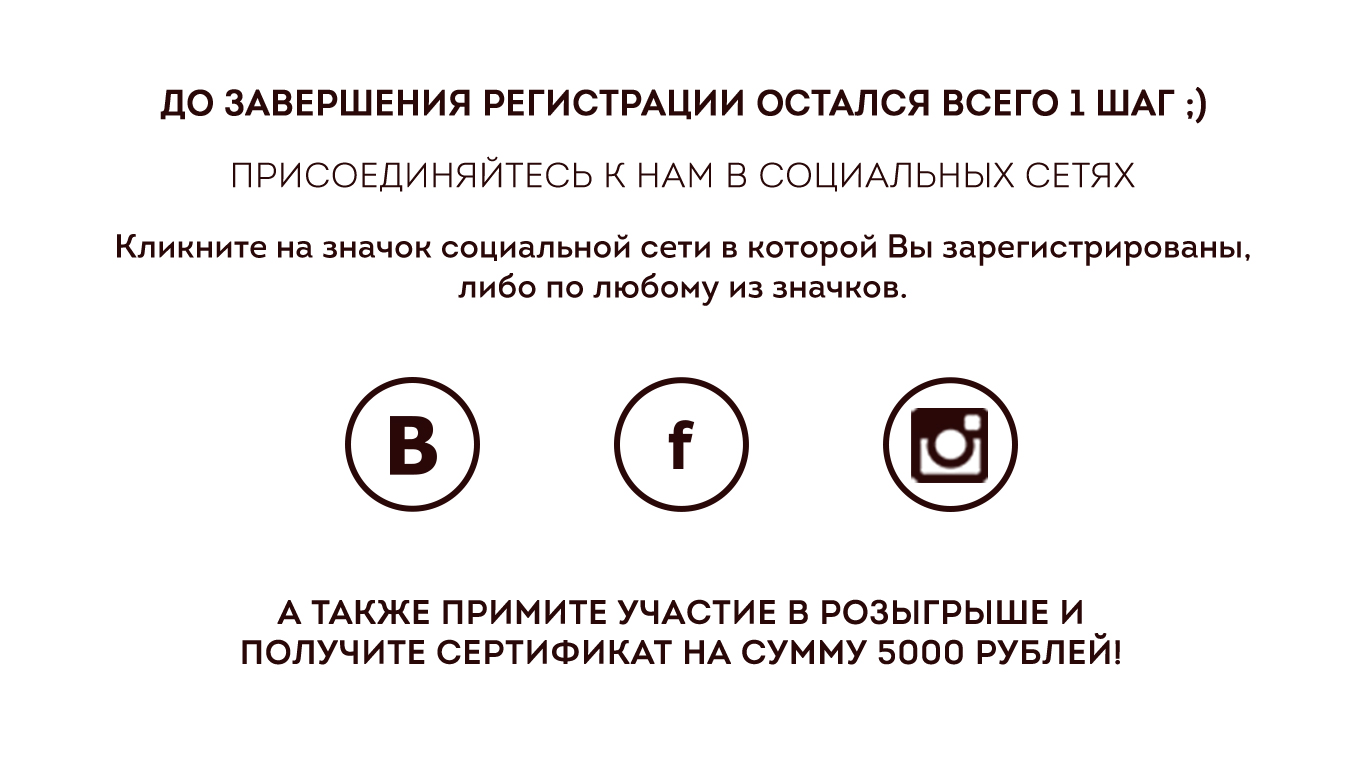 ДО ЗАВЕРШЕНИЯ РЕГИСТРАЦИИ ОСТАЛСЯ ВСЕГО 1 ШАГ ;)
ПРИСОЕДИНЯЙТЕСЬ К НАМ В СОЦИАЛЬНЫХ СЕТЯХ
Кликните на значок социальной сети в которой Вы зарегистрированы,
либо по любому из значков.
В f
А ТАКЖЕ ПРИМИТЕ УЧАСТИЕ В РОЗЫГРЫШЕ И
ПОЛУЧИТЕ СЕРТИФИКАТ НА СУММУ 5000 РУБЛЕЙ!